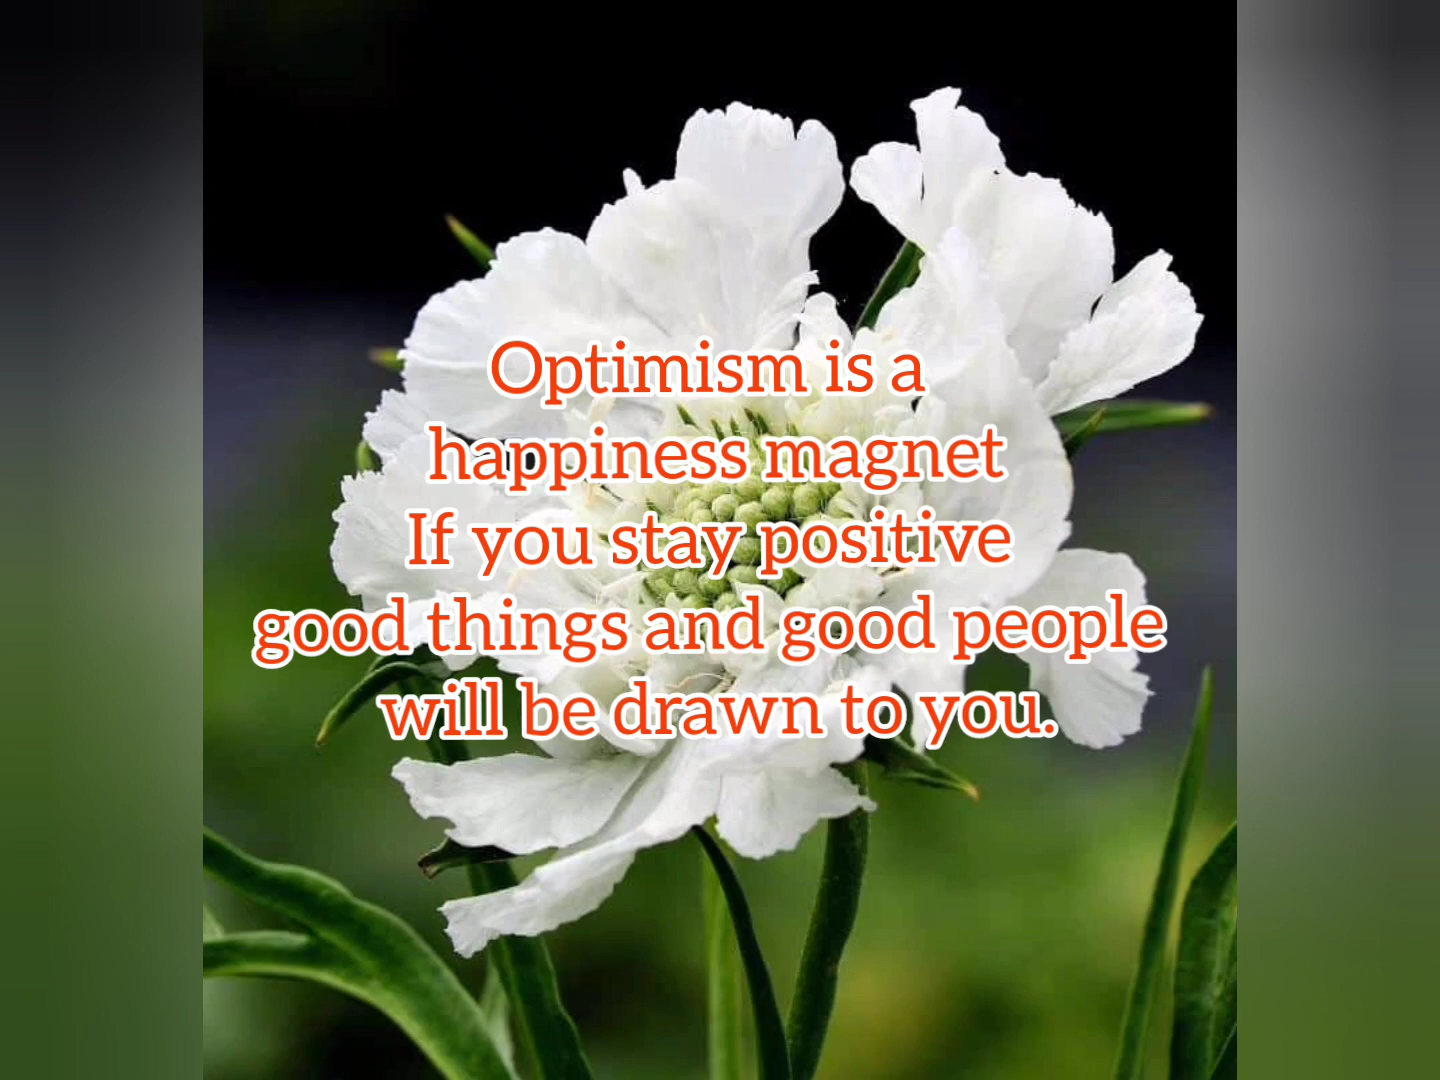 Optimism is a
happiness magnet
If you stay positive
good things and good people
will be drawn to you.